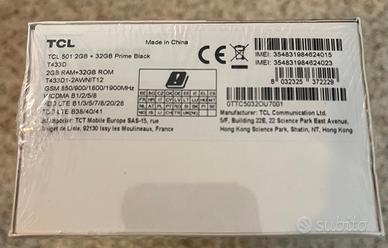 TCL
Made in China
TCL 501 2GB + 32GB Prime Black
T433D
2GB RAM+32GB ROM
T433D1-2AWNIT12
GSM 850/900/1800/1900MHz
WCDMA B1/2/5/8
FDD LTE B1/3/5/7/8/20/28
TDD LTE B38/40/41
Importer: TCT Mobile Europe SAS-15, rue
Rouget de Lisle, 92130 Issy les Moulineaux, France
IMEI: 354831984624015
IMEI: 354831984624023
8 032325 372229
0TTC5032OU7001
Manufacturer: TCL Communication Ltd.
5/F, Building 22E, 22 Science Park East Avenue,
Hong Kong Science Park, Shatin, NT, Hong Kong
subito